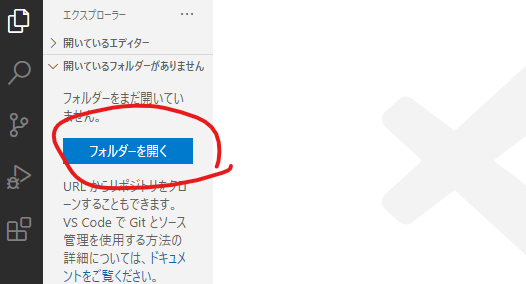 エクスプローラー
開いているエディター
開いているフォルダーがありません
フォルダーをまだ開いてい
ません。
フォルダーを開く
URL からリポジトリをクロ
ーンすることもできます。
VS Code で Git とソース
管理を使用する方法の
詳細については、ドキュメ
ントをご覧ください。